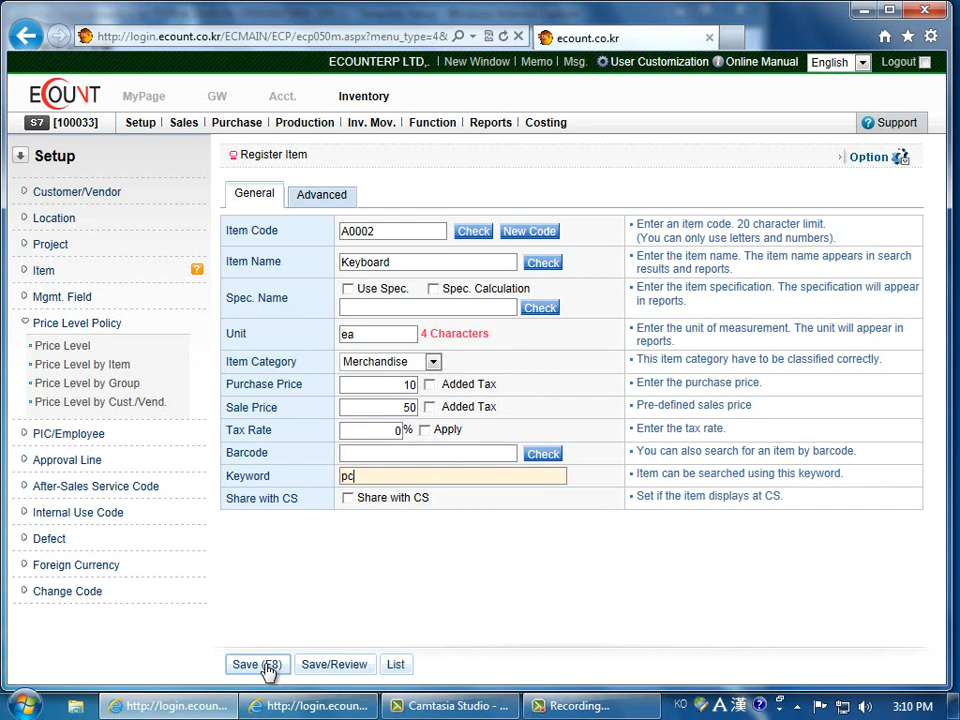 http://login.ecount.co.kr/ECMAIN/ECP/ecp050m.aspx?menu_type=4&
ecount.co.kr
ECOUNTERP LTD,. | New Window | Memo | Msg. User Customization Online Manual English Logout
ECOUNT MyPage GW Acct. Inventory
S7 [100033] Setup | Sales | Purchase | Production | Inv. Mov. | Function | Reports | Costing ? Support
Setup
Customer/Vendor
Location
Project
Item ?
Mgmt. Field
Price Level Policy
Price Level
Price Level by Item
Price Level by Group
Price Level by Cust./Vend.
PIC/Employee
Approval Line
After-Sales Service Code
Internal Use Code
Defect
Foreign Currency
Change Code
Register Item Option
General Advanced
Item Code A0002 Check New Code Enter an item code. 20 character limit.
(You can only use letters and numbers).
Item Name Keyboard Check Enter the item name. The item name appears in search
results and reports.
Spec. Name Use Spec. Spec. Calculation Check Enter the item specification. The specification will appear
in reports.
Unit ea 4 Characters Enter the unit of measurement. The unit will appear in
reports.
Item Category Merchandise This item category have to be classified correctly.
Purchase Price 10 Added Tax Enter the purchase price.
Sale Price 50 Added Tax Pre-defined sales price
Tax Rate 0% Apply Enter the tax rate.
Barcode Check You can also search for an item by barcode.
Keyword pc Item can be searched using this keyword.
Share with CS Share with CS Set if the item displays at CS.
Save (F8) Save/Review List
http://login.ecoun... http://login.ecoun... Camtasia Studio - ... Recording... KO A 漢 ? 3:10 PM